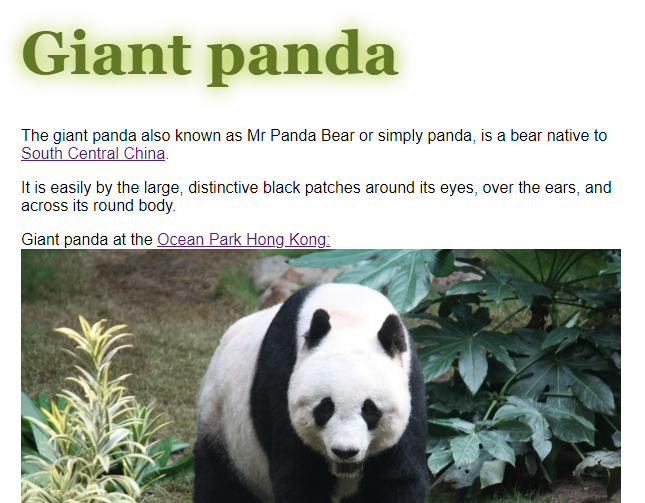 Giant panda
The giant panda also known as Mr Panda Bear or simply panda, is a bear native to
South Central China.
It is easily by the large, distinctive black patches around its eyes, over the ears, and
across its round body.
Giant panda at the Ocean Park Hong Kong: